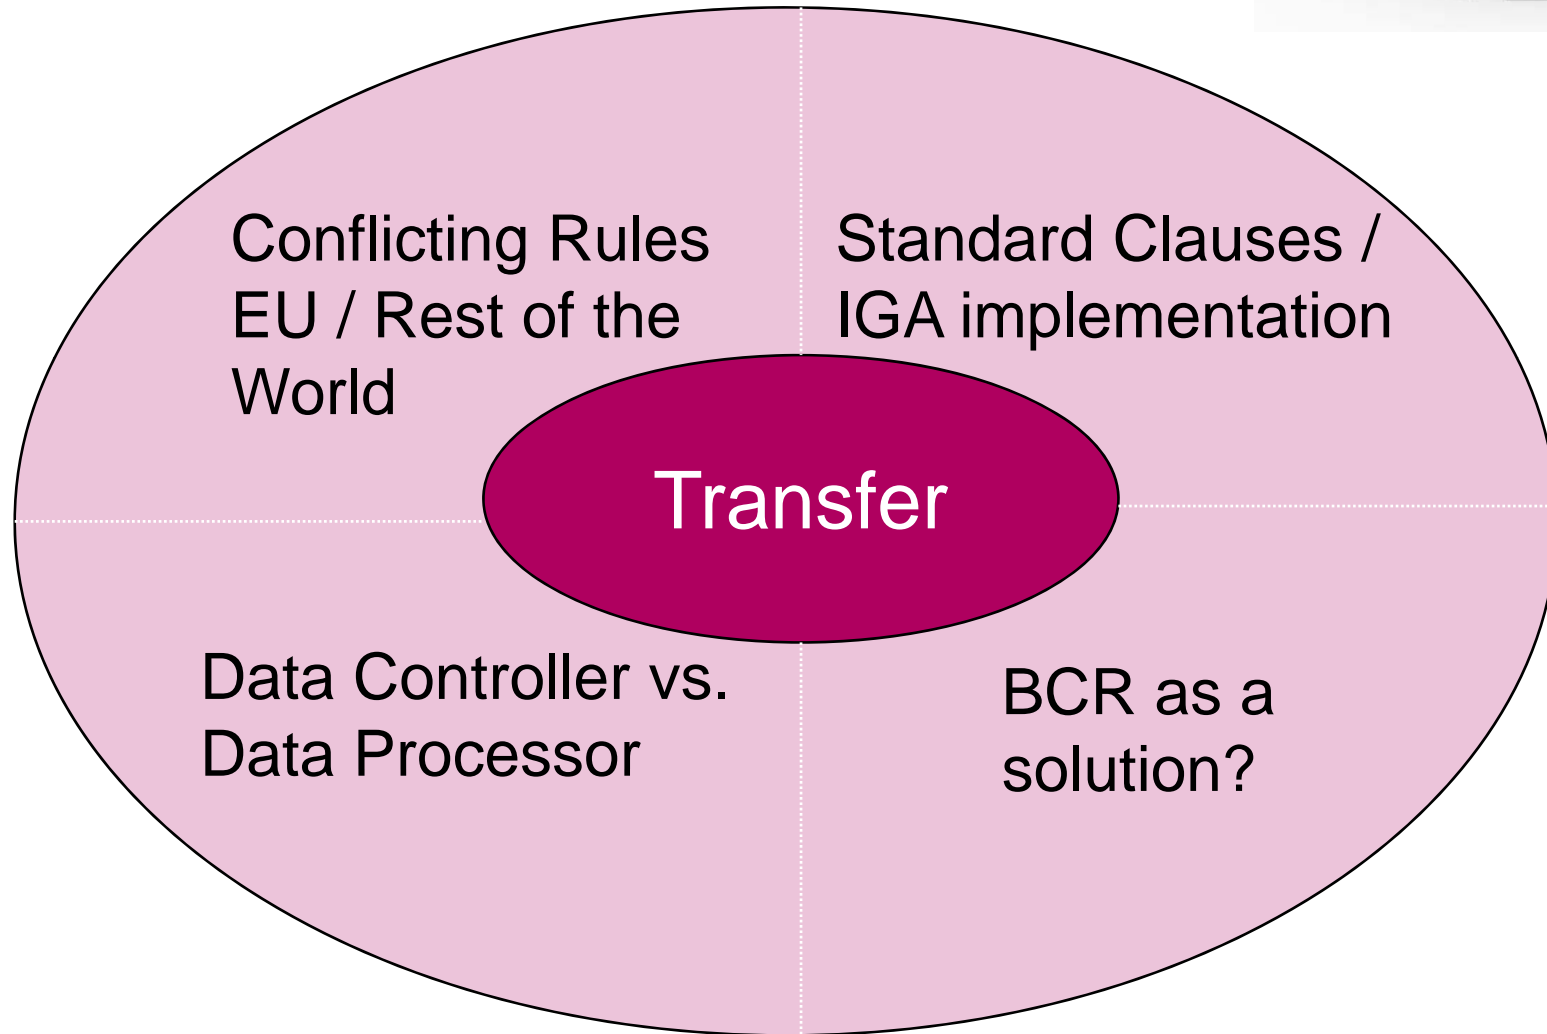 Conflicting Rules
EU / Rest of the
World
Standard Clauses /
IGA implementation
Transfer
Data Controller vs.
Data Processor
BCR as a
solution?